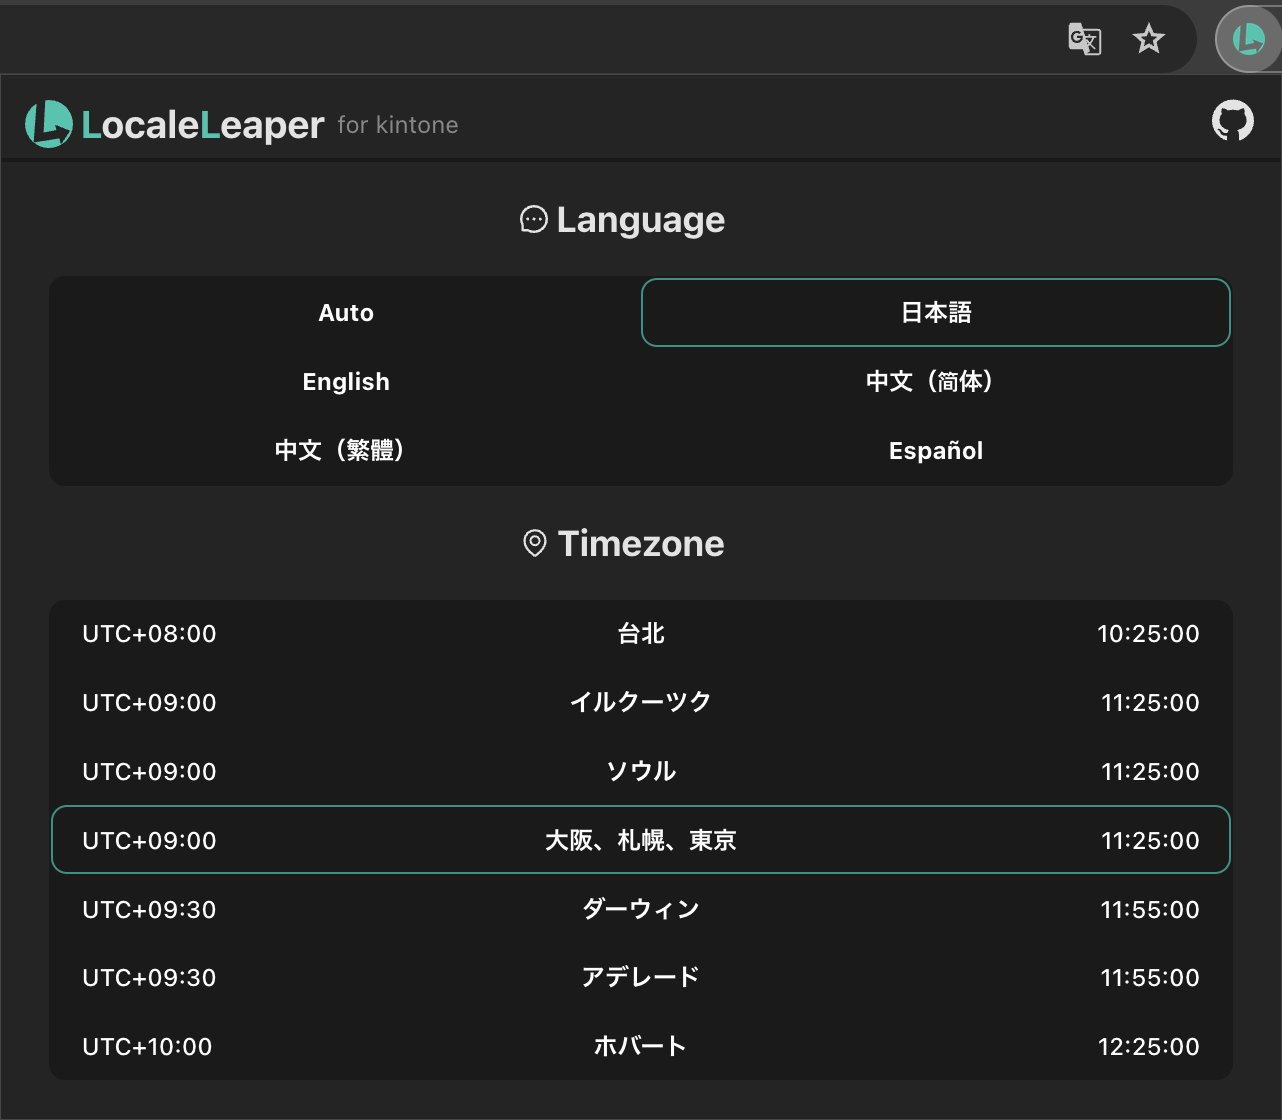 LocaleLeaper for kintone
Language
Auto 日本語
English 中文（简体）
中文（繁體） Español
Timezone
UTC+08:00 台北 10:25:00
UTC+09:00 イルクーツク 11:25:00
UTC+09:00 ソウル 11:25:00
UTC+09:00 大阪、札幌、東京 11:25:00
UTC+09:30 ダーウィン 11:55:00
UTC+09:30 アデレード 11:55:00
UTC+10:00 ホバート 12:25:00